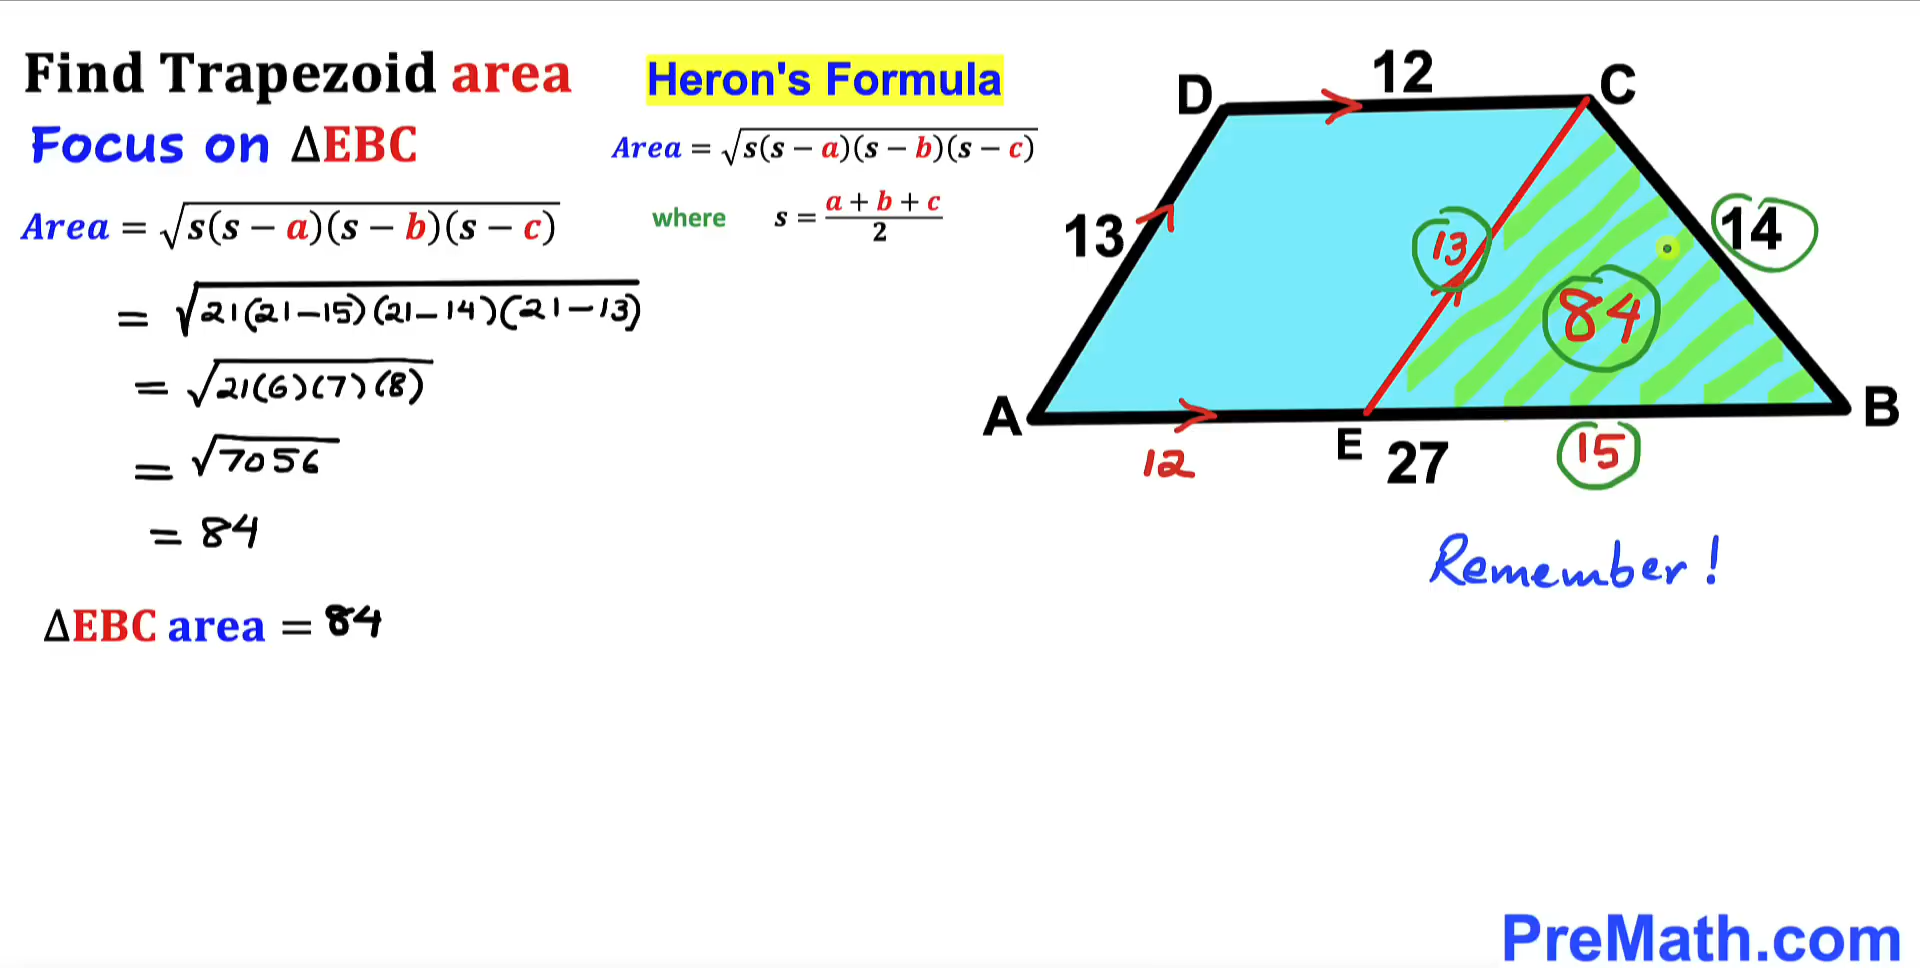 Find Trapezoid area
Focus on ΔEBC
Area = √s(s − a)(s − b)(s − c)
= √21(21−15)(21−14)(21−13)
= √21(6)(7)(8)
= √7056
= 84
ΔEBC area = 84
Heron's Formula
Area = √s(s − a)(s − b)(s − c)
where s = (a + b + c)/2
D 12 C
13 13 14
84
A E B
12 27 15
Remember!
PreMath.com